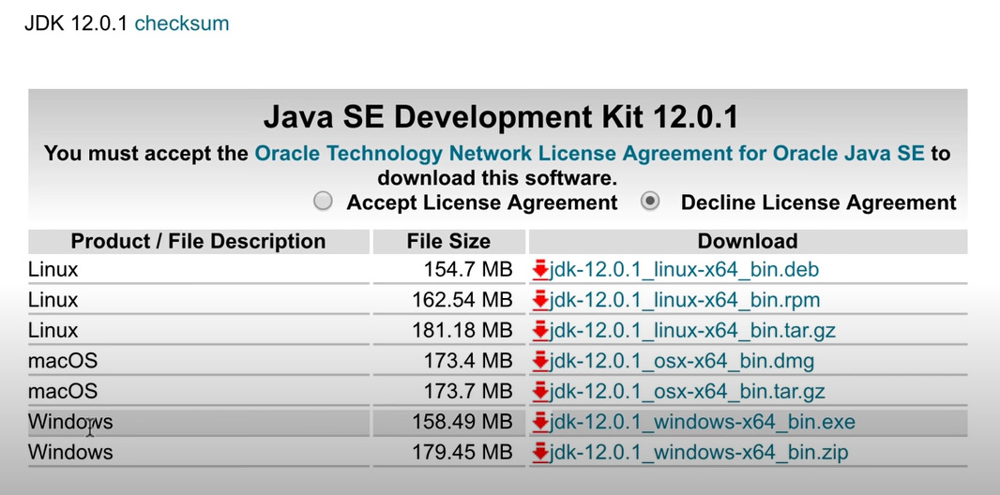 JDK 12.0.1 checksum
Java SE Development Kit 12.0.1
You must accept the Oracle Technology Network License Agreement for Oracle Java SE to
download this software.
Accept License Agreement Decline License Agreement
Product / File Description File Size Download
Linux 154.7 MB jdk-12.0.1_linux-x64_bin.deb
Linux 162.54 MB jdk-12.0.1_linux-x64_bin.rpm
Linux 181.18 MB jdk-12.0.1_linux-x64_bin.tar.gz
macOS 173.4 MB jdk-12.0.1_osx-x64_bin.dmg
macOS 173.7 MB jdk-12.0.1_osx-x64_bin.tar.gz
Windows 158.49 MB jdk-12.0.1_windows-x64_bin.exe
Windows 179.45 MB jdk-12.0.1_windows-x64_bin.zip